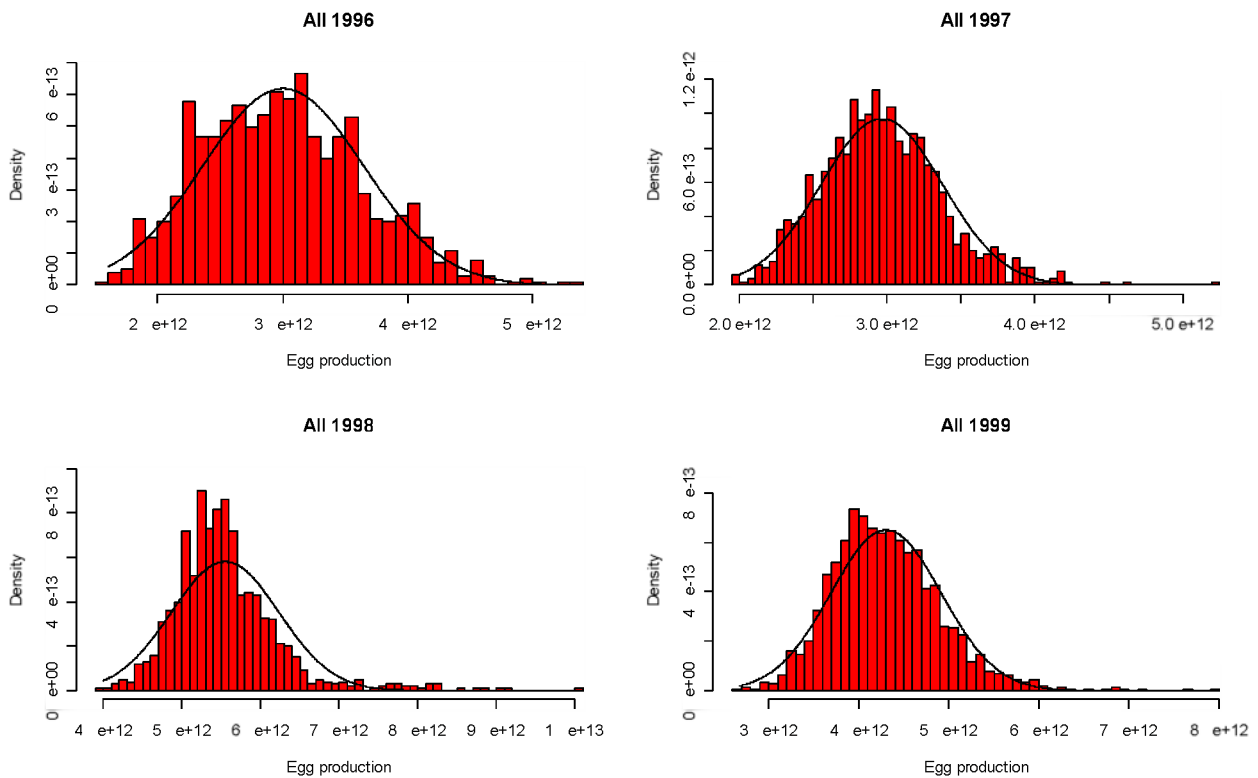 All 1996
Density
6 e-13
3 e-13
0 e+00
2 e+12 3 e+12 4 e+12 5 e+12
Egg production
All 1997
Density
1.2 e-12
6.0 e-13
0.0 e+00
2.0 e+12 3.0 e+12 4.0 e+12 5.0 e+12
Egg production
All 1998
Density
8 e-13
4 e-13
0 e+00
4 e+12 5 e+12 6 e+12 7 e+12 8 e+12 9 e+12 1 e+13
Egg production
All 1999
Density
8 e-13
4 e-13
0 e+00
3 e+12 4 e+12 5 e+12 6 e+12 7 e+12 8 e+12
Egg production